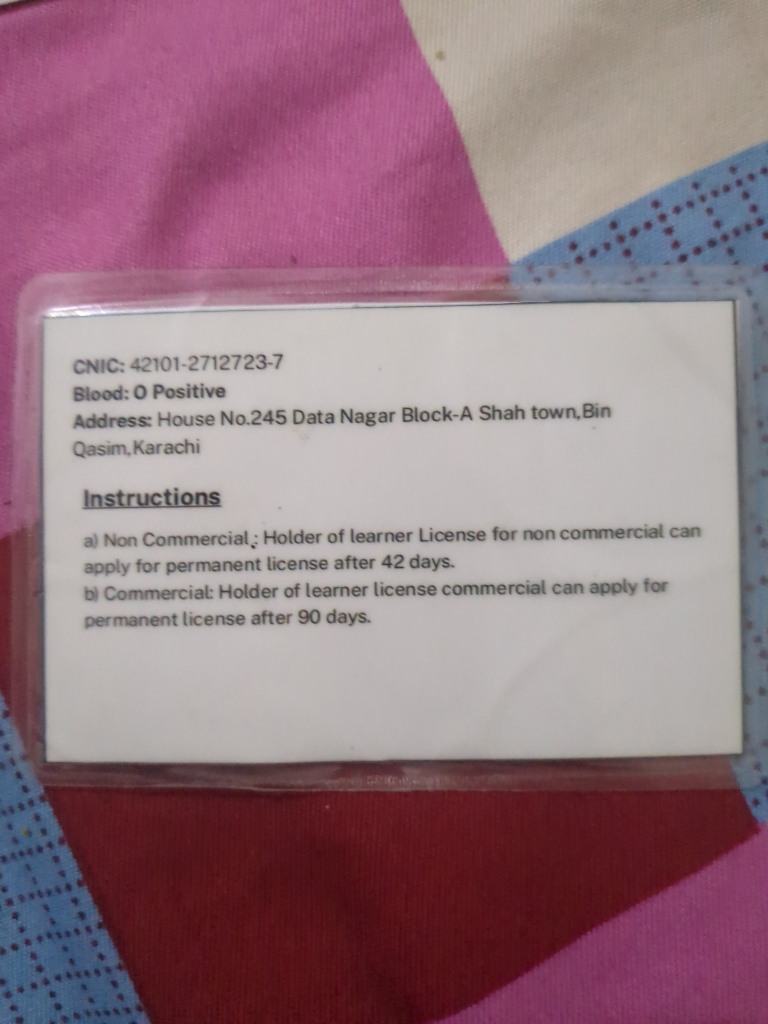 CNIC: 42101-2712723-7
Blood: O Positive
Address: House No.245 Data Nagar Block-A Shah town,Bin
Qasim,Karachi
Instructions
a) Non Commercial : Holder of learner License for non commercial can
apply for permanent license after 42 days.
b) Commercial: Holder of learner license commercial can apply for
permanent license after 90 days.